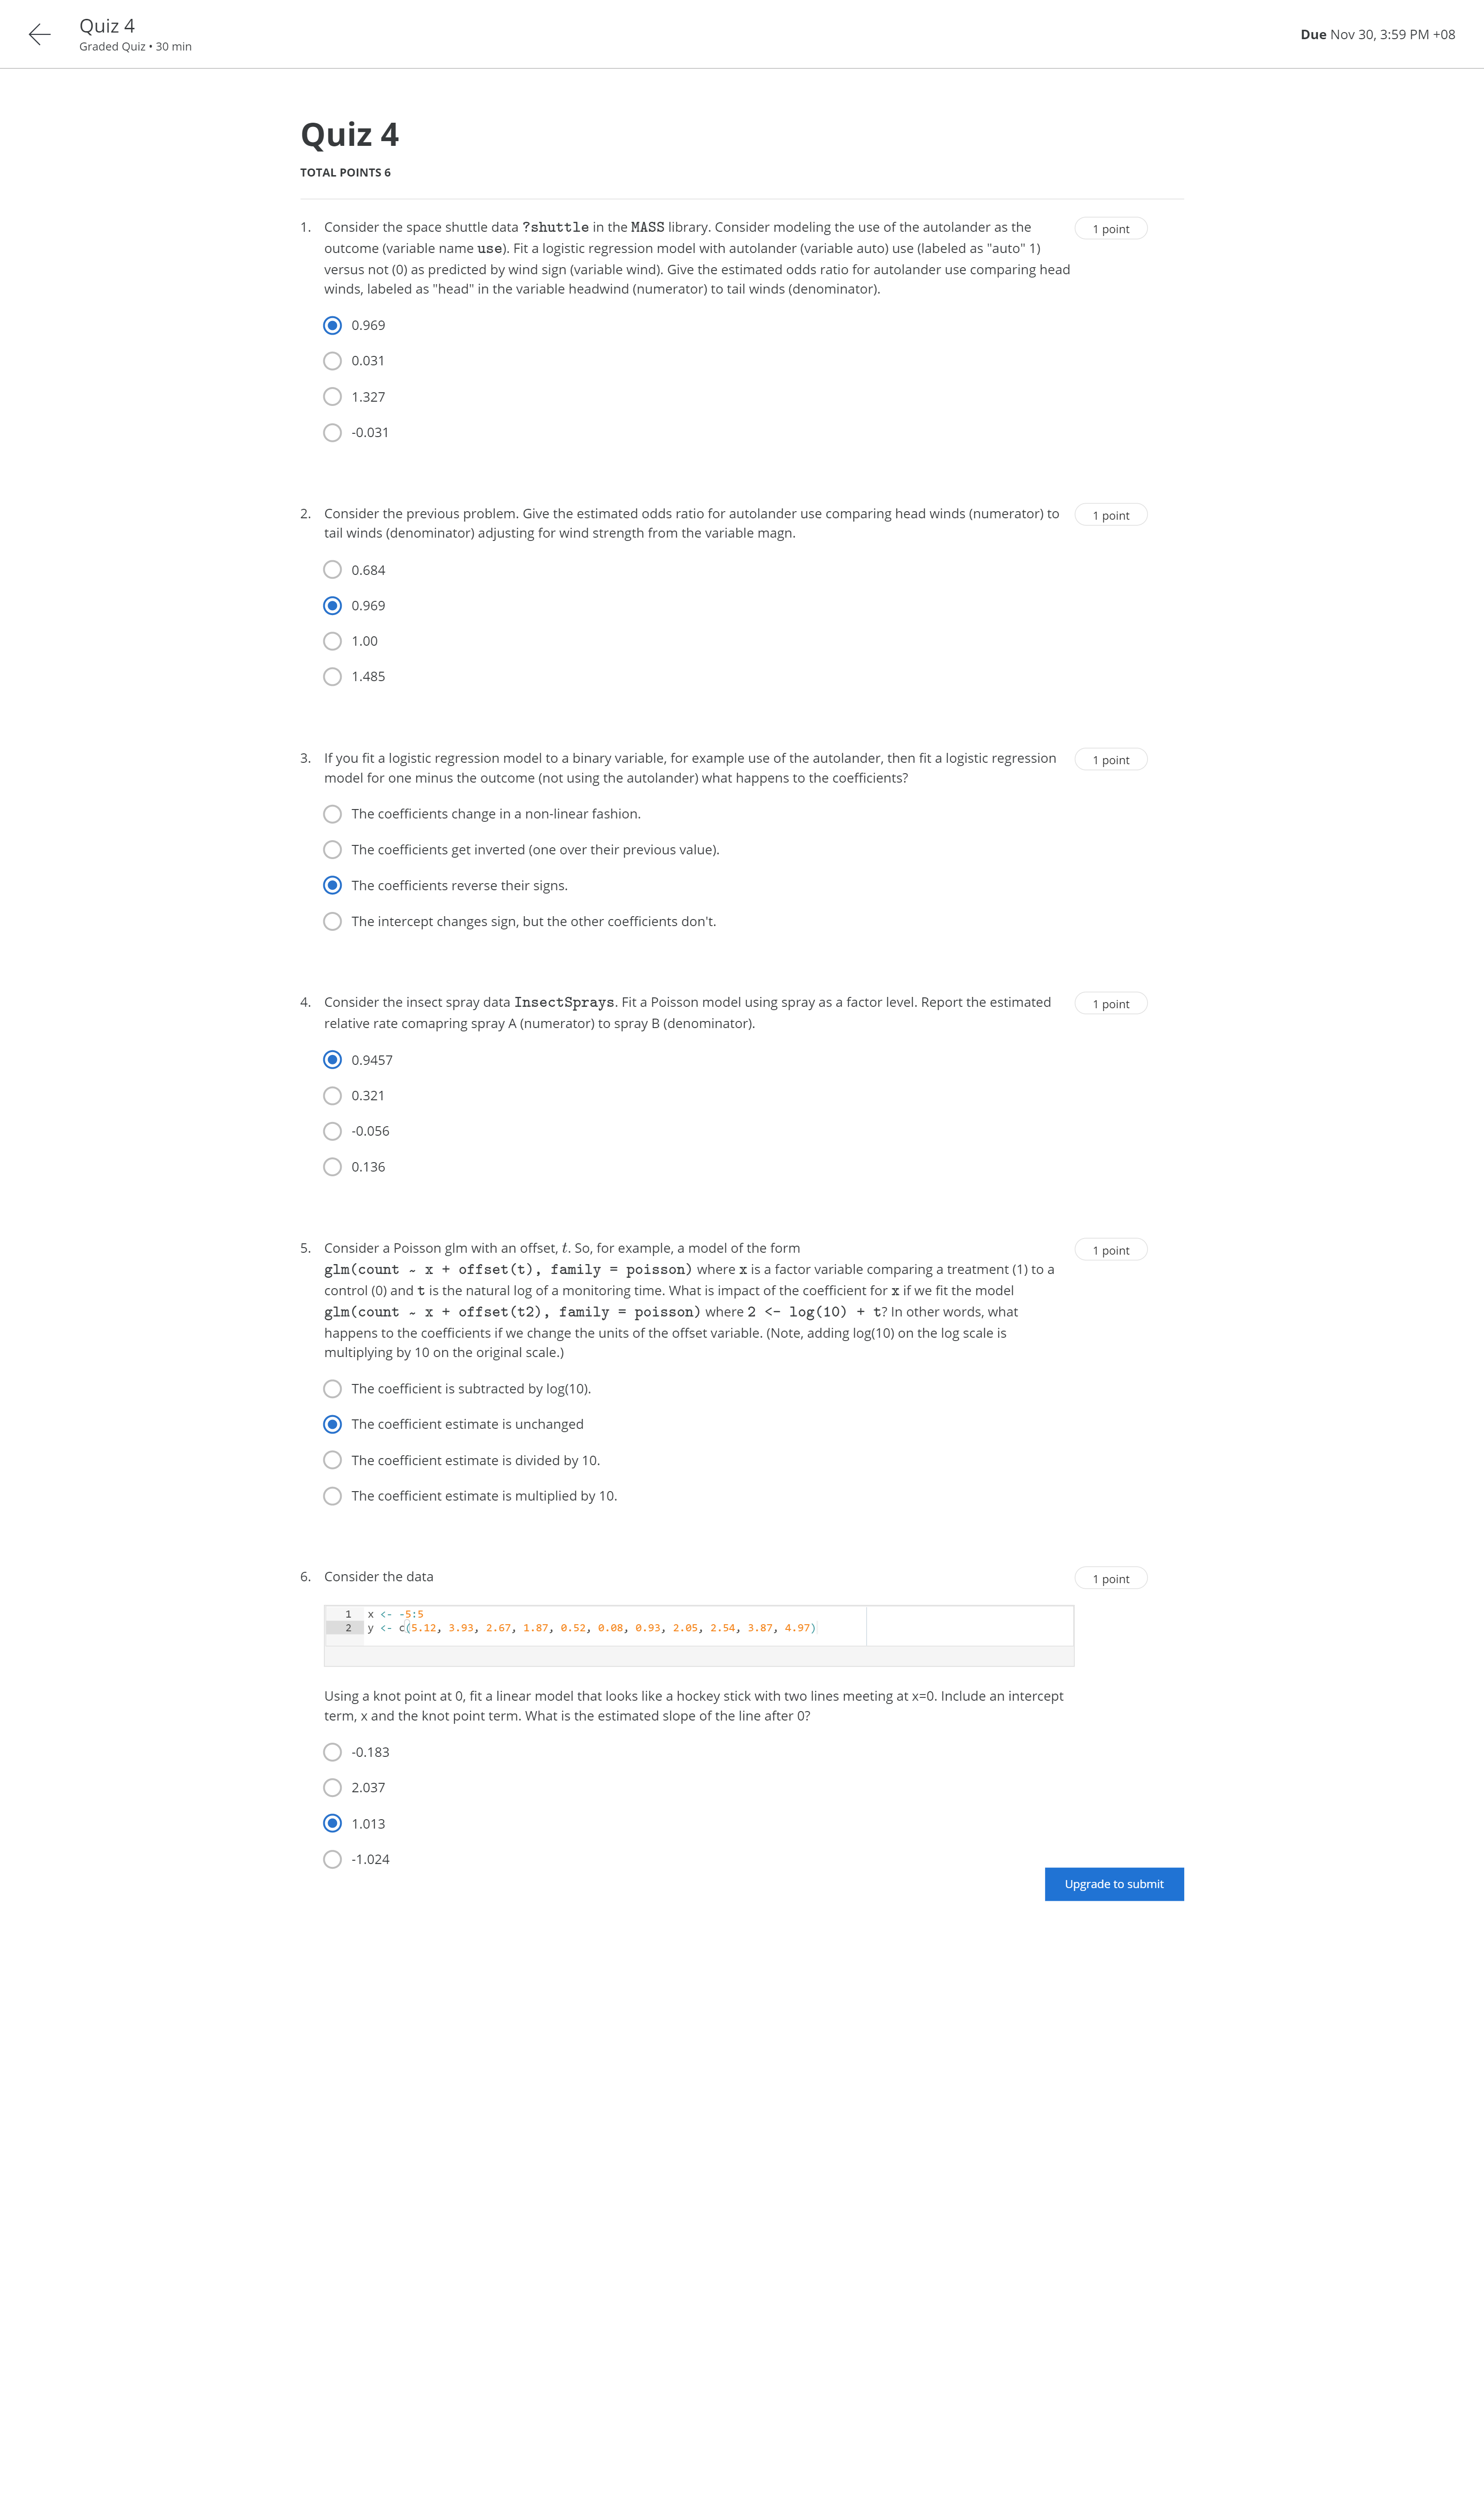 Quiz 4
Graded Quiz • 30 min
Due Nov 30, 3:59 PM +08
Quiz 4
TOTAL POINTS 6
1. Consider the space shuttle data ?shuttle in the MASS library. Consider modeling the use of the autolander as the
outcome (variable name use). Fit a logistic regression model with autolander (variable auto) use (labeled as "auto" 1)
versus not (0) as predicted by wind sign (variable wind). Give the estimated odds ratio for autolander use comparing head
winds, labeled as "head" in the variable headwind (numerator) to tail winds (denominator).
1 point
0.969
0.031
1.327
-0.031
2. Consider the previous problem. Give the estimated odds ratio for autolander use comparing head winds (numerator) to
tail winds (denominator) adjusting for wind strength from the variable magn.
1 point
0.684
0.969
1.00
1.485
3. If you fit a logistic regression model to a binary variable, for example use of the autolander, then fit a logistic regression
model for one minus the outcome (not using the autolander) what happens to the coefficients?
1 point
The coefficients change in a non-linear fashion.
The coefficients get inverted (one over their previous value).
The coefficients reverse their signs.
The intercept changes sign, but the other coefficients don't.
4. Consider the insect spray data InsectSprays. Fit a Poisson model using spray as a factor level. Report the estimated
relative rate comapring spray A (numerator) to spray B (denominator).
1 point
0.9457
0.321
-0.056
0.136
5. Consider a Poisson glm with an offset, t. So, for example, a model of the form
glm(count ~ x + offset(t), family = poisson) where x is a factor variable comparing a treatment (1) to a
control (0) and t is the natural log of a monitoring time. What is impact of the coefficient for x if we fit the model
glm(count ~ x + offset(t2), family = poisson) where 2 <- log(10) + t? In other words, what
happens to the coefficients if we change the units of the offset variable. (Note, adding log(10) on the log scale is
multiplying by 10 on the original scale.)
1 point
The coefficient is subtracted by log(10).
The coefficient estimate is unchanged
The coefficient estimate is divided by 10.
The coefficient estimate is multiplied by 10.
6. Consider the data
1 point
1 x <- -5:5
2 y <- c(5.12, 3.93, 2.67, 1.87, 0.52, 0.08, 0.93, 2.05, 2.54, 3.87, 4.97)
Using a knot point at 0, fit a linear model that looks like a hockey stick with two lines meeting at x=0. Include an intercept
term, x and the knot point term. What is the estimated slope of the line after 0?
-0.183
2.037
1.013
-1.024
Upgrade to submit